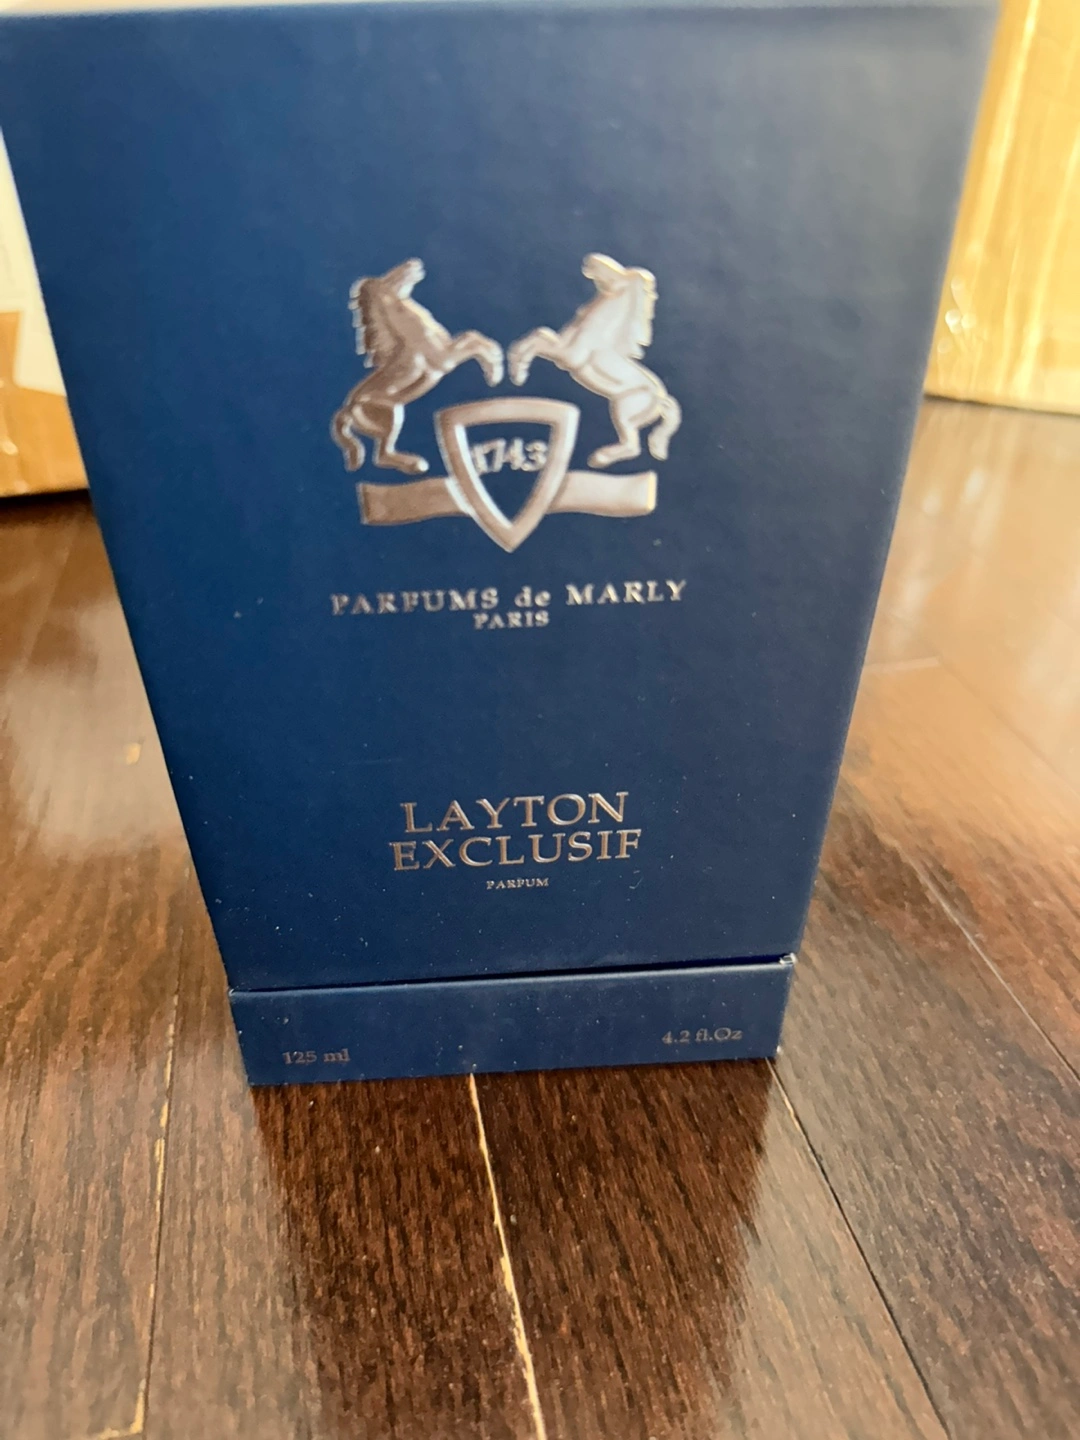 1743
PARFUMS de MARLY
PARIS
LAYTON
EXCLUSIF
PARFUM
125 ml
4.2 fl.Oz